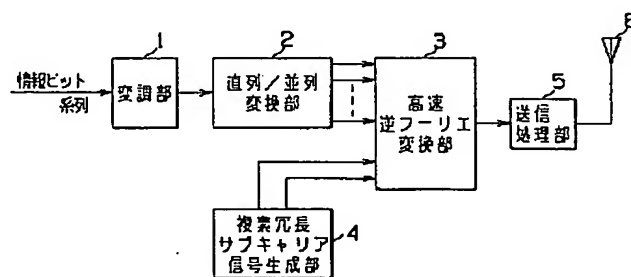 情報ビット
系列
1
変調部
2
直列／並列
変換部
3
高速
逆フーリエ
変換部
4
複素冗長
サブキャリア
信号生成部
5
送信
処理部
6